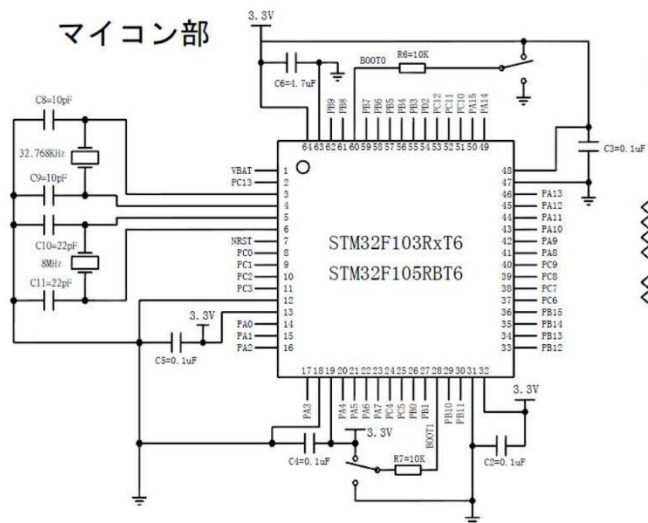 マイコン部
3.3V
C6=4.7uF
BOOT0
R6=10K
C8=10pF
32.768KHz
C9=10pF
C10=22pF
8MHz
C11=22pF
C3=0.1uF
PB9
PB8
PB7
PB6
PB5
PB4
PB3
PD2
PC12
PC11
PC10
PA15
PA14
64 63 62 61 60 59 58 57 56 55 54 53 52 51 50 49
VBAT 1
PC13 2
3
4
5
6
NRST 7
PC0 8
PC1 9
PC2 10
PC3 11
12
13
PA0 14
PA1 15
PA2 16
STM32F103RxT6
STM32F105RBT6
48
47
46 PA13
45 PA12
44 PA11
43 PA10
42 PA9
41 PA8
40 PC9
39 PC8
38 PC7
37 PC6
36 PB15
35 PB14
34 PB13
33 PB12
3.3V
C5=0.1uF
17 18 19 20 21 22 23 24 25 26 27 28 29 30 31 32
PA3
PA4
PA5
PA6
PA7
PC4
PC5
PB0
PB1
BOOT1
PB10
PB11
3.3V
C4=0.1uF
R7=10K
3.3V
C2=0.1uF